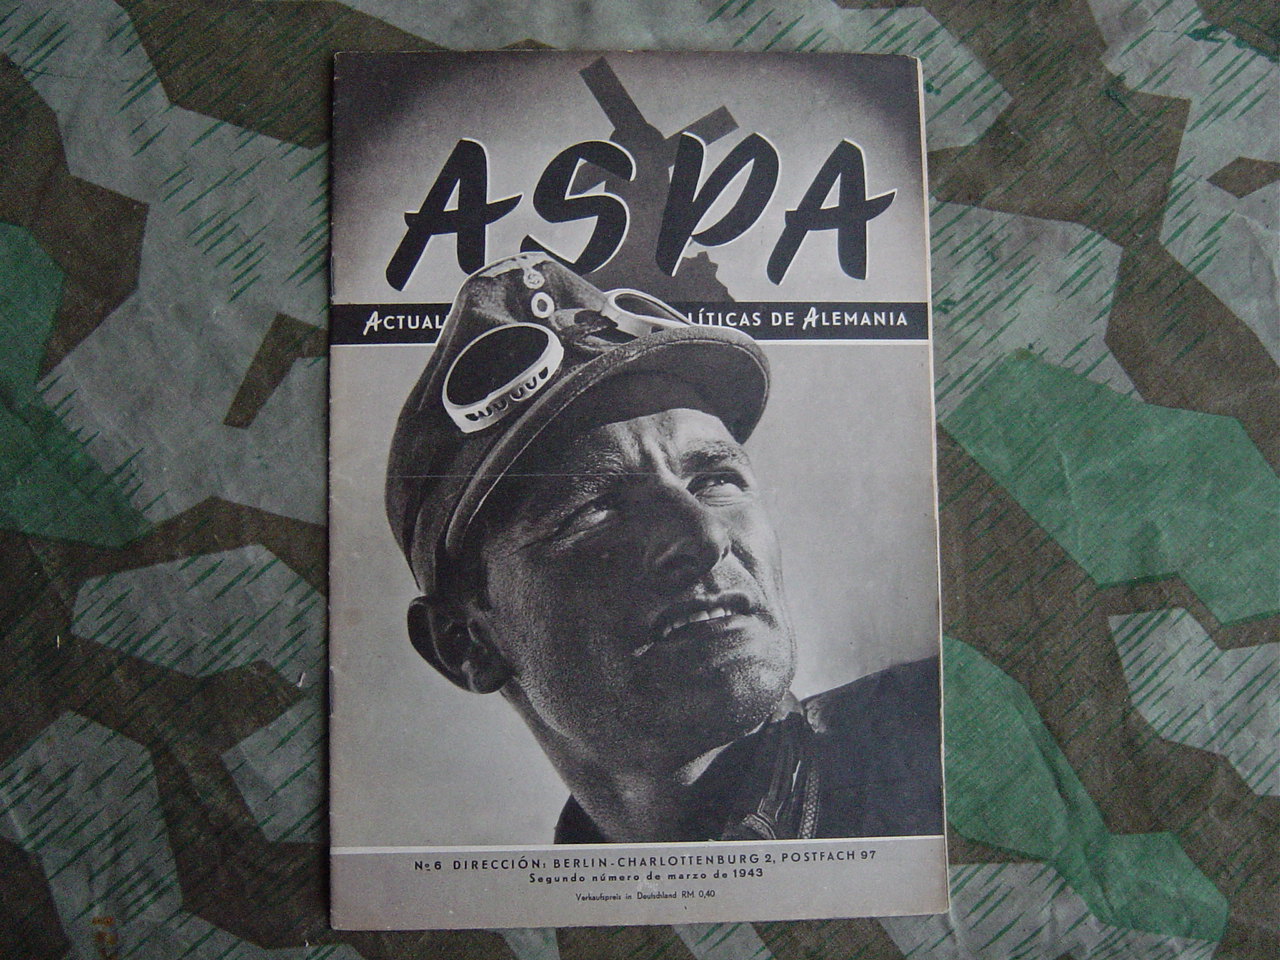 ASPA
ACTUAL LÍTICAS DE ALEMANIA
Nº 6 DIRECCIÓN: BERLIN-CHARLOTTENBURG 2, POSTFACH 97
Segundo número de marzo de 1943
Verkaufspreis in Deutschland RM 0,40